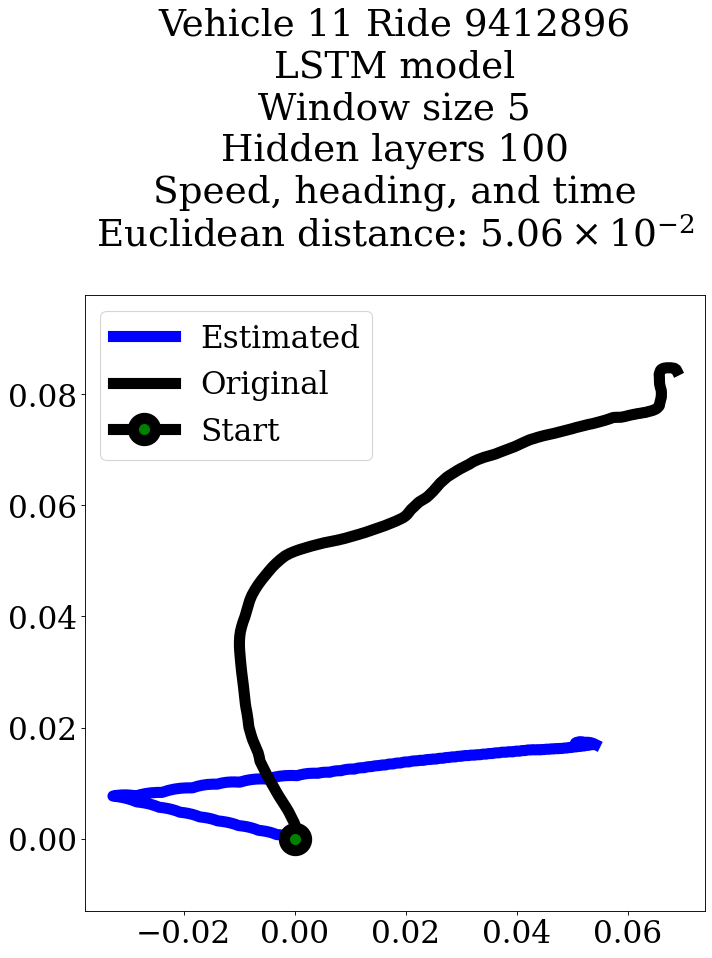 Vehicle 11 Ride 9412896
LSTM model
Window size 5
Hidden layers 100
Speed, heading, and time
Euclidean distance: 5.06 × 10⁻²
Estimated
Original
Start
0.08
0.06
0.04
0.02
0.00
−0.02 0.00 0.02 0.04 0.06